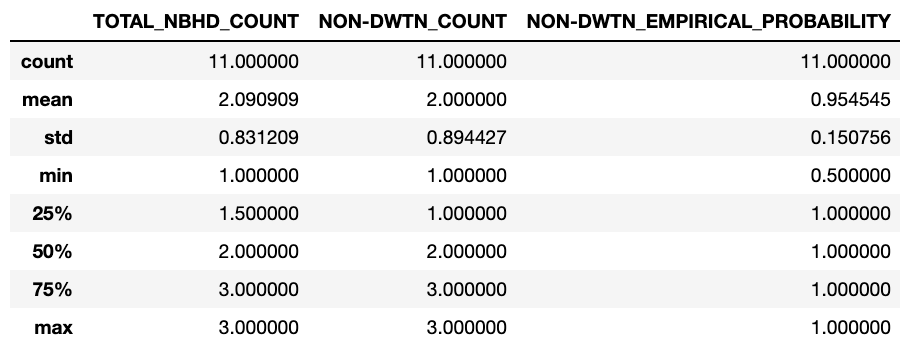 TOTAL_NBHD_COUNT NON-DWTN_COUNT NON-DWTN_EMPIRICAL_PROBABILITY
count 11.000000 11.000000 11.000000
mean 2.090909 2.000000 0.954545
std 0.831209 0.894427 0.150756
min 1.000000 1.000000 0.500000
25% 1.500000 1.000000 1.000000
50% 2.000000 2.000000 1.000000
75% 3.000000 3.000000 1.000000
max 3.000000 3.000000 1.000000